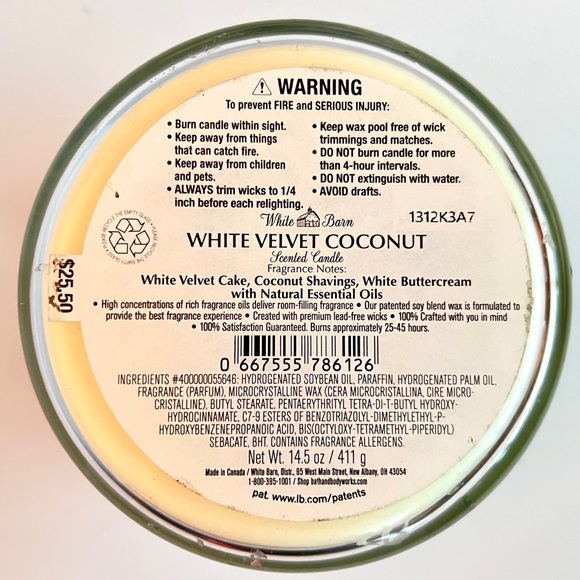 ⚠ WARNING
To prevent FIRE and SERIOUS INJURY:
• Burn candle within sight.
• Keep away from things
that can catch fire.
• Keep away from children
and pets.
• ALWAYS trim wicks to 1/4
inch before each relighting.
• Keep wax pool free of wick
trimmings and matches.
• DO NOT burn candle for more
than 4-hour intervals.
• DO NOT extinguish with water.
• AVOID drafts.
White Barn
1312K3A7
WHITE VELVET COCONUT
Scented Candle
Fragrance Notes:
White Velvet Cake, Coconut Shavings, White Buttercream
with Natural Essential Oils
• High concentrations of rich fragrance oils deliver room-filling fragrance • Our patented soy blend wax is formulated to
provide the best fragrance experience • Created with premium lead-free wicks • 100% Crafted with you in mind
• 100% Satisfaction Guaranteed. Burns approximately 25-45 hours.
$25.50
0 667555 786126
INGREDIENTS #400000055646: HYDROGENATED SOYBEAN OIL, PARAFFIN, HYDROGENATED PALM OIL,
FRAGRANCE (PARFUM), MICROCRYSTALLINE WAX (CERA MICROCRISTALLINA, CIRE MICRO-
CRISTALLINE), BUTYL STEARATE, PENTAERYTHRITYL TETRA-DI-T-BUTYL HYDROXY-
HYDROCINNAMATE, C7-9 ESTERS OF BENZOTRIAZOLYL-DIMETHYLETHYL-P-
HYDROXYBENZENEPROPANOIC ACID, BIS(OCTYLOXY-TETRAMETHYL-PIPERIDYL)
SEBACATE, BHT. CONTAINS FRAGRANCE ALLERGENS.
Net Wt. 14.5 oz / 411 g
Made in Canada / White Barn, Distr., 95 West Main Street, New Albany, OH 43054
1-800-395-1001 / Shop bathandbodyworks.com
pat. www.lb.com/patents